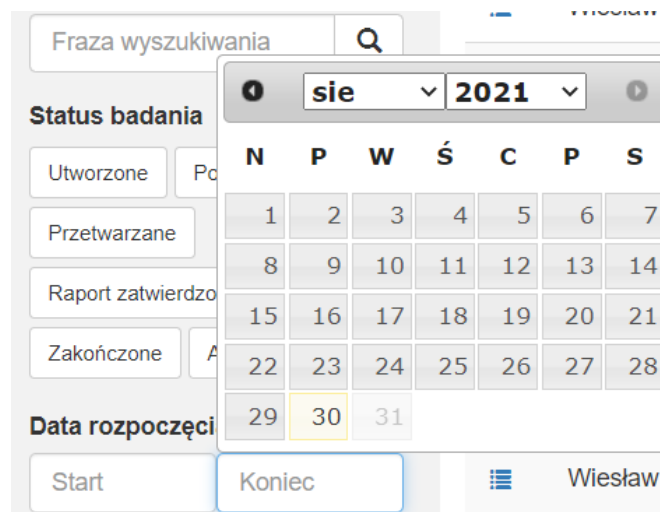 Fraza wyszukiwania
Status badania
Utworzone
Przetwarzane
Raport
Zakończone
Data
Start Koniec
sie 2021
N P W Ś C P S
1 2 3 4 5 6 7
8 9 10 11 12 13 14
15 16 17 18 19 20 21
22 23 24 25 26 27 28
29 30 31
Wiesław